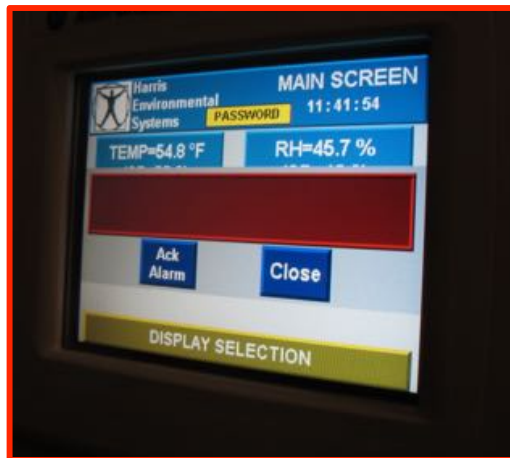 Harris
Environmental
Systems
PASSWORD
MAIN SCREEN
11:41:54
TEMP=54.8 °F
RH=45.7 %
Ack
Alarm
Close
DISPLAY SELECTION